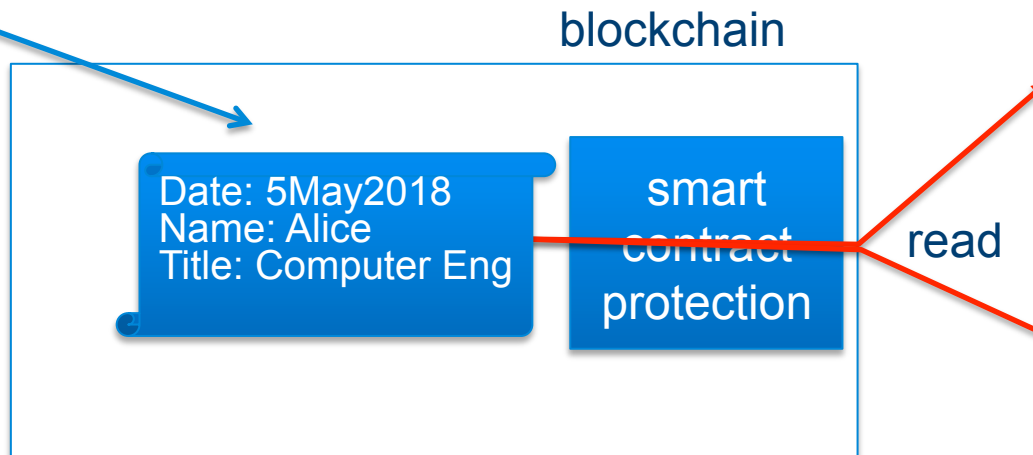 blockchain
Date: 5May2018
Name: Alice
Title: Computer Eng
smart
contract
protection
read